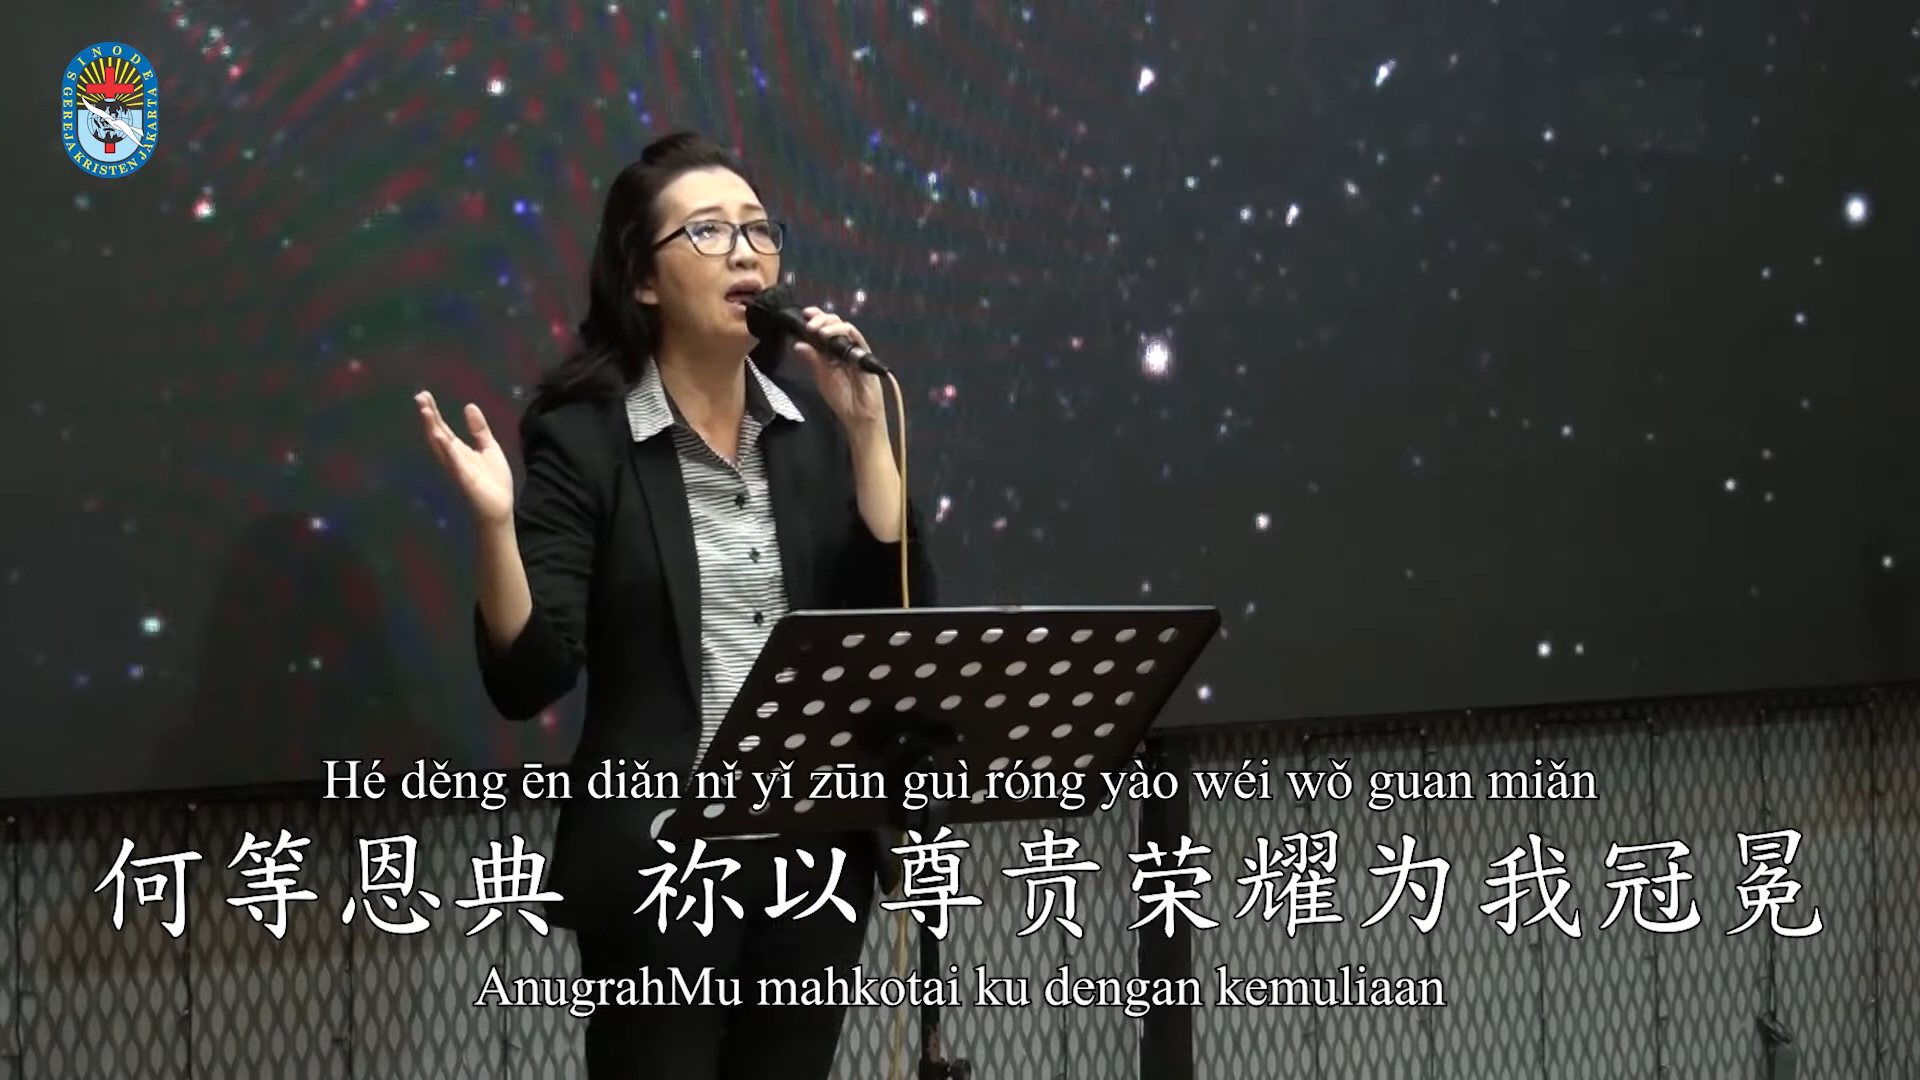 SINODE
GEREJA KRISTEN JAKARTA
Hé děng ēn diǎn nǐ yǐ zūn guì róng yào wéi wǒ guan miǎn
何等恩典 祢以尊贵荣耀为我冠冕
AnugrahMu mahkotai ku dengan kemuliaan